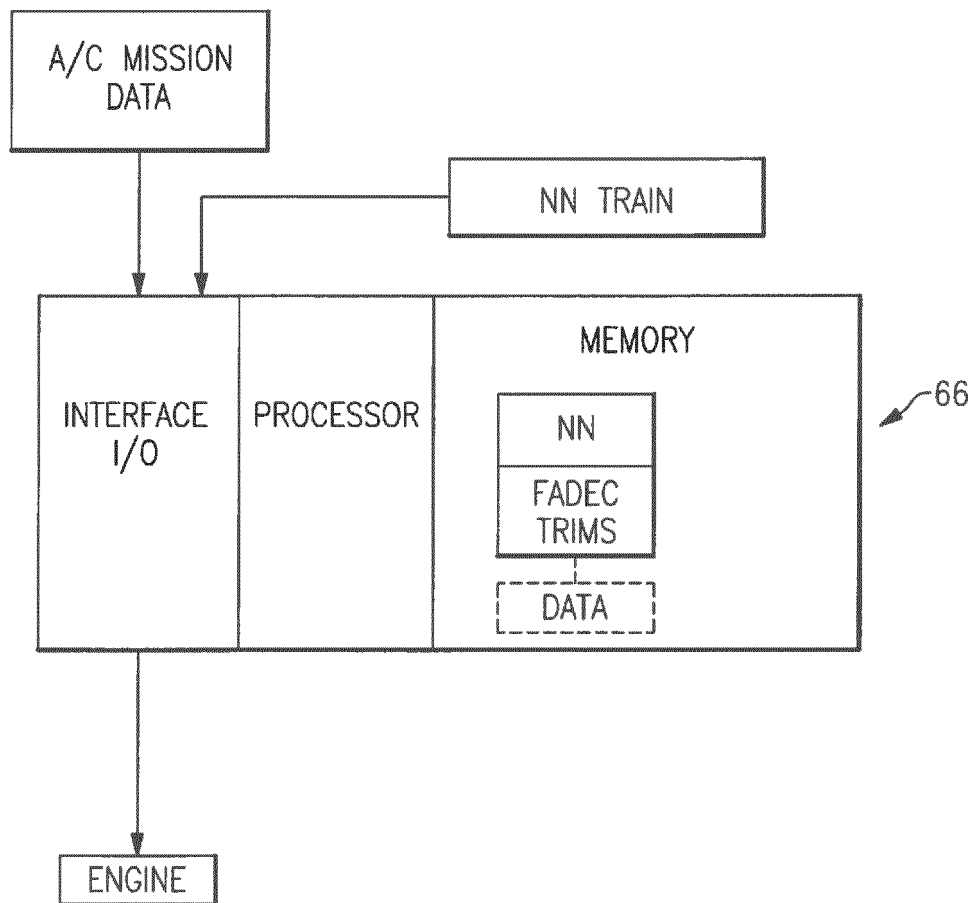 A/C MISSION
DATA
NN TRAIN
MEMORY
66
INTERFACE
I/O
PROCESSOR
NN
FADEC
TRIMS
DATA
ENGINE